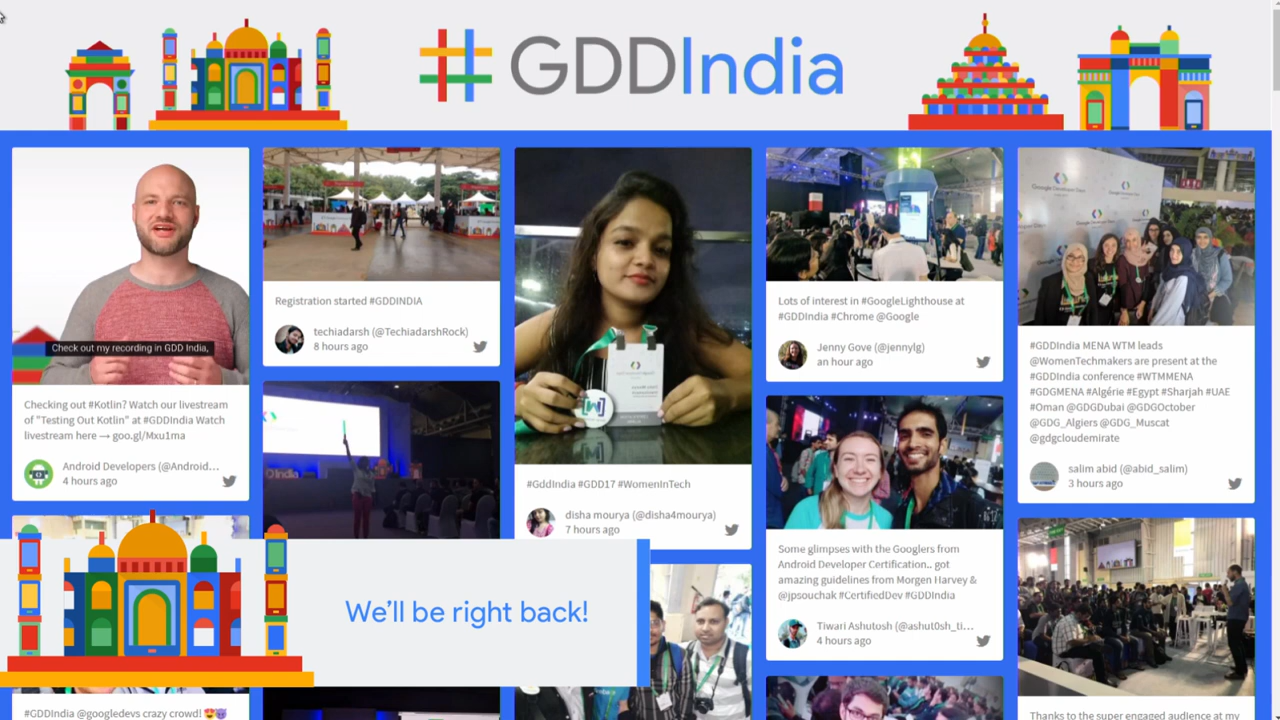 #GDDIndia
Check out my recording in GDD India,
Checking out #Kotlin? Watch our livestream
of "Testing Out Kotlin" at #GDDIndia Watch
livestream here → goo.gl/Mxu1ma
Android Developers (@Android...
4 hours ago
Registration started #GDDINDIA
techiadarsh (@TechiadarshRock)
8 hours ago
#GddIndia #GDD17 #WomenInTech
disha mourya (@disha4mourya)
7 hours ago
Lots of interest in #GoogleLighthouse at
#GDDIndia #Chrome @Google
Jenny Gove (@jennylg)
an hour ago
Some glimpses with the Googlers from
Android Developer Certification.. got
amazing guidelines from Morgen Harvey &
@jpsouchak #CertifiedDev #GDDIndia
Tiwari Ashutosh (@ashut0sh_ti...
4 hours ago
Google Developer Days
#GDDIndia MENA WTM leads
@WomenTechmakers are present at the
#GDDIndia conference #WTMMENA
#GDGMENA #Algérie #Egypt #Sharjah #UAE
#Oman @GDGDubai @GDGOctober
@GDG_Algiers @GDG_Muscat
@gdgcloudemirate
salim abid (@abid_salim)
3 hours ago
We'll be right back!
#GDDIndia @googledevs crazy crowd! 😍😈
Thanks to the super engaged audience at my